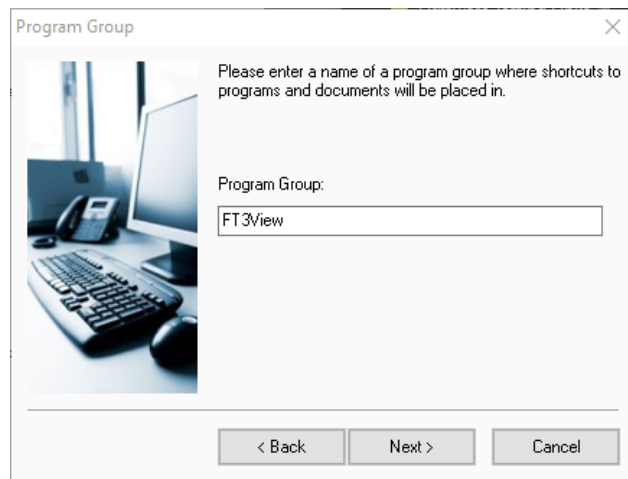 Program Group
Please enter a name of a program group where shortcuts to
programs and documents will be placed in.
Program Group:
FT3View
< Back
Next >
Cancel